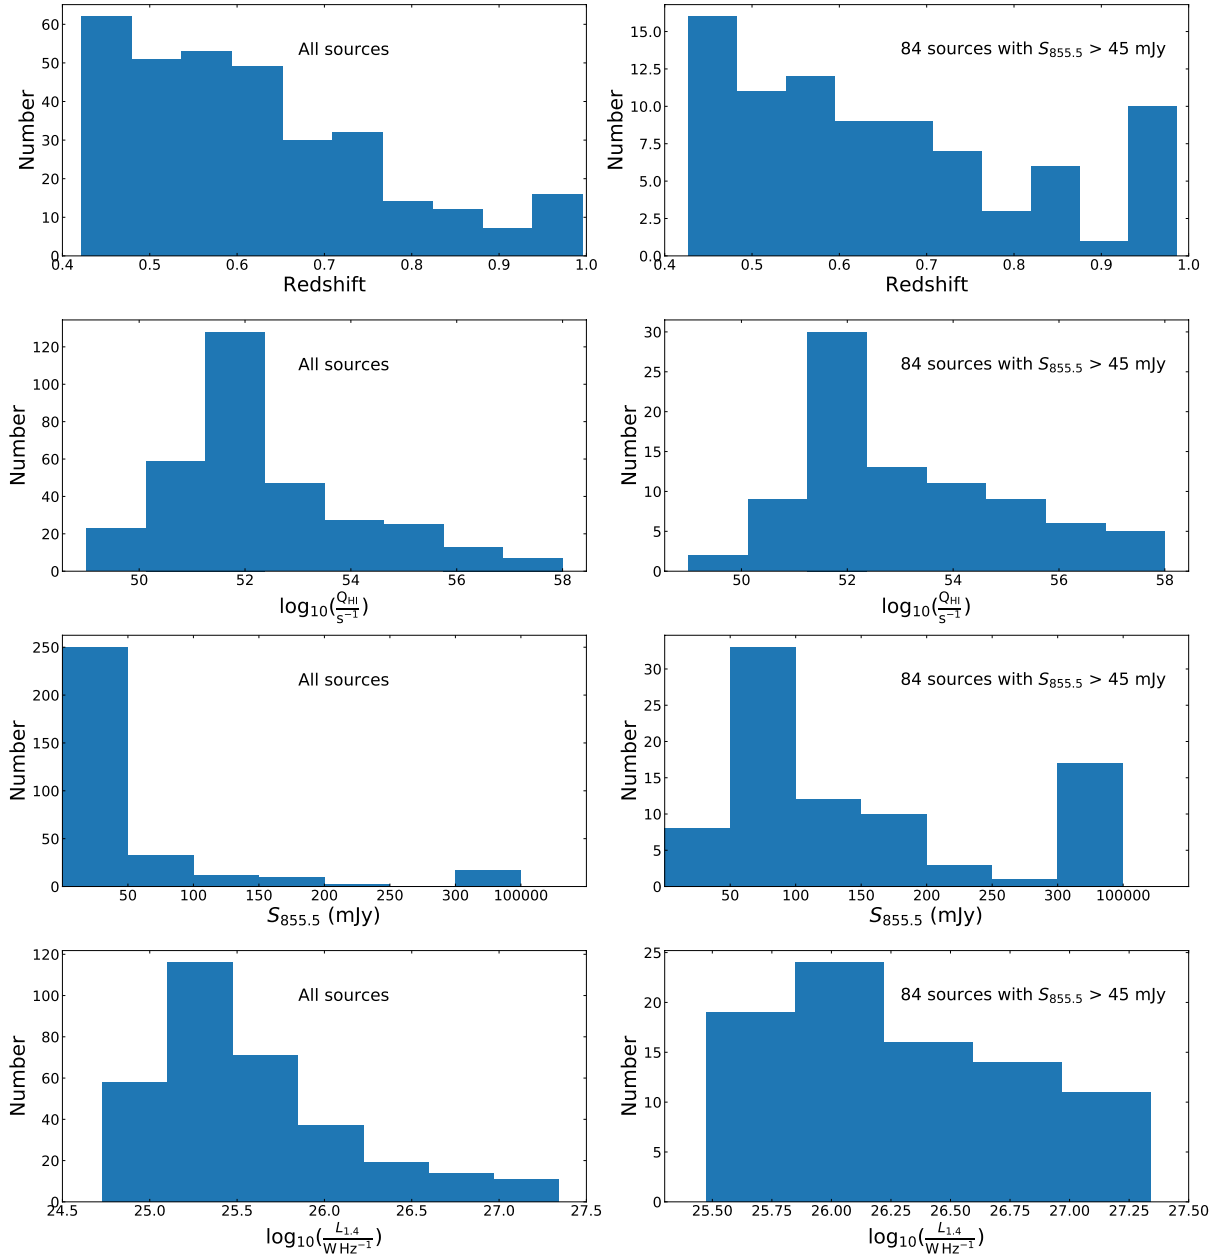 60
50
40
30
20
10
0
Number
All sources
0.4 0.5 0.6 0.7 0.8 0.9 1.0
Redshift
15.0
12.5
10.0
7.5
5.0
2.5
0.0
Number
84 sources with S855.5 > 45 mJy
0.4 0.5 0.6 0.7 0.8 0.9 1.0
Redshift
120
100
80
60
40
20
0
Number
All sources
50 52 54 56 58
log10(QHI/s−1)
30
25
20
15
10
5
0
Number
84 sources with S855.5 > 45 mJy
50 52 54 56 58
log10(QHI/s−1)
250
200
150
100
50
0
Number
All sources
50 100 150 200 250 300 100000
S855.5 (mJy)
30
25
20
15
10
5
0
Number
84 sources with S855.5 > 45 mJy
50 100 150 200 250 300 100000
S855.5 (mJy)
120
100
80
60
40
20
0
Number
All sources
24.5 25.0 25.5 26.0 26.5 27.0 27.5
log10(L1.4/W Hz−1)
25
20
15
10
5
0
Number
84 sources with S855.5 > 45 mJy
25.50 25.75 26.00 26.25 26.50 26.75 27.00 27.25 27.50
log10(L1.4/W Hz−1)